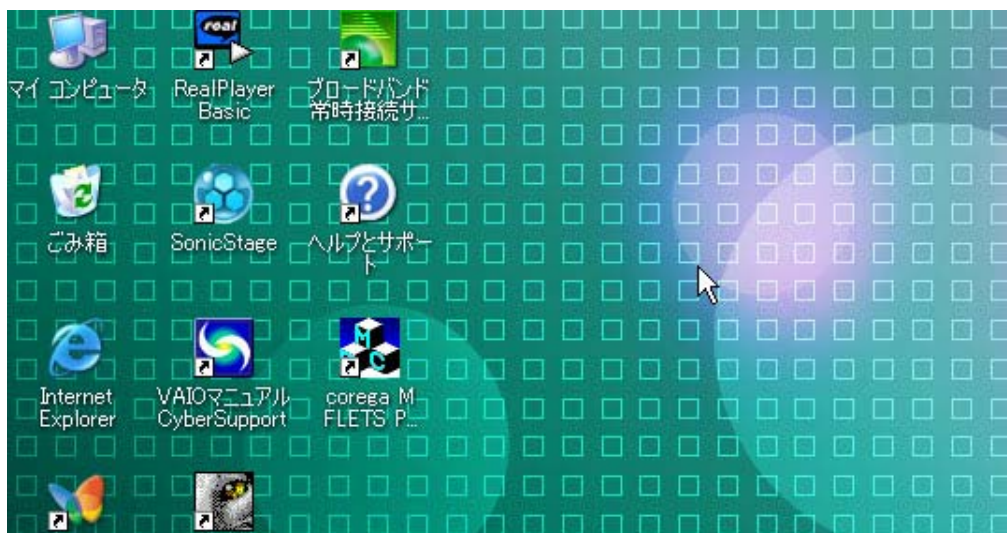 real
マイ コンピュータ
RealPlayer
Basic
ブロードバンド
常時接続サ...
ごみ箱
SonicStage
ヘルプとサポー
ト
Internet
Explorer
VAIOマニュアル
CyberSupport
corega M
FLETS P...
M
C